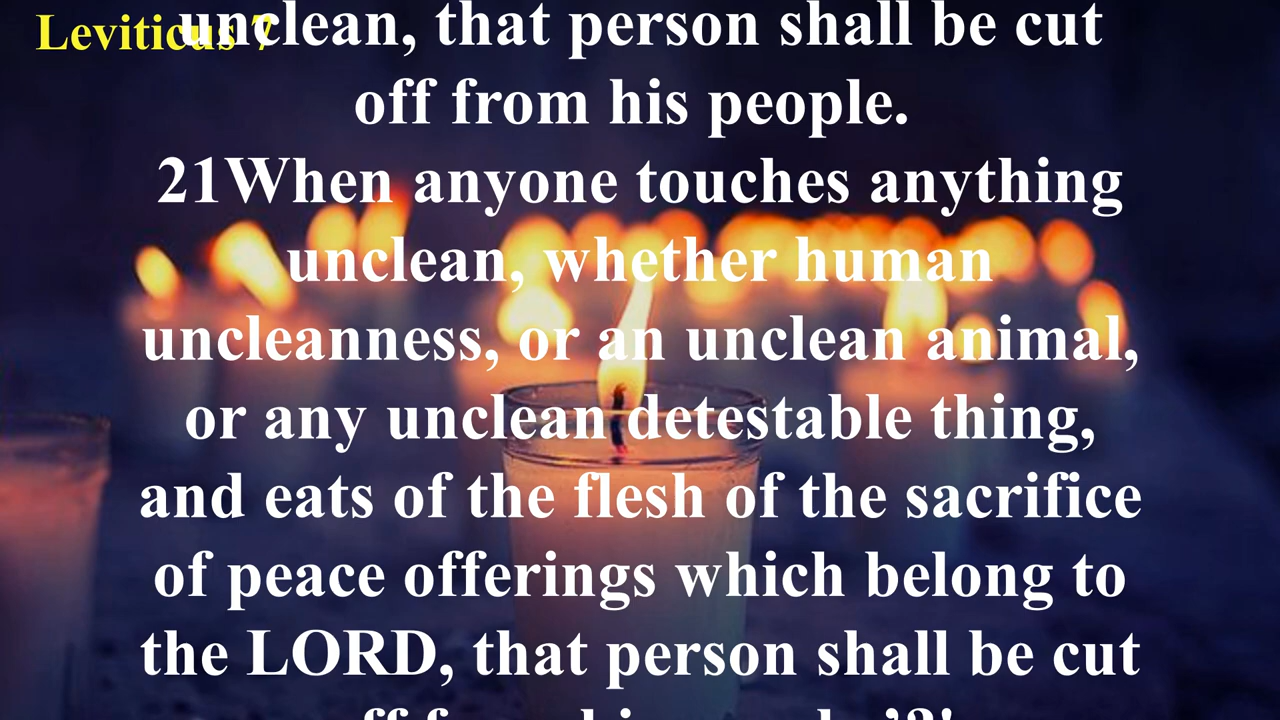 Leviticus 7
unclean, that person shall be cut
off from his people.
21When anyone touches anything
unclean, whether human
uncleanness, or an unclean animal,
or any unclean detestable thing,
and eats of the flesh of the sacrifice
of peace offerings which belong to
the LORD, that person shall be cut